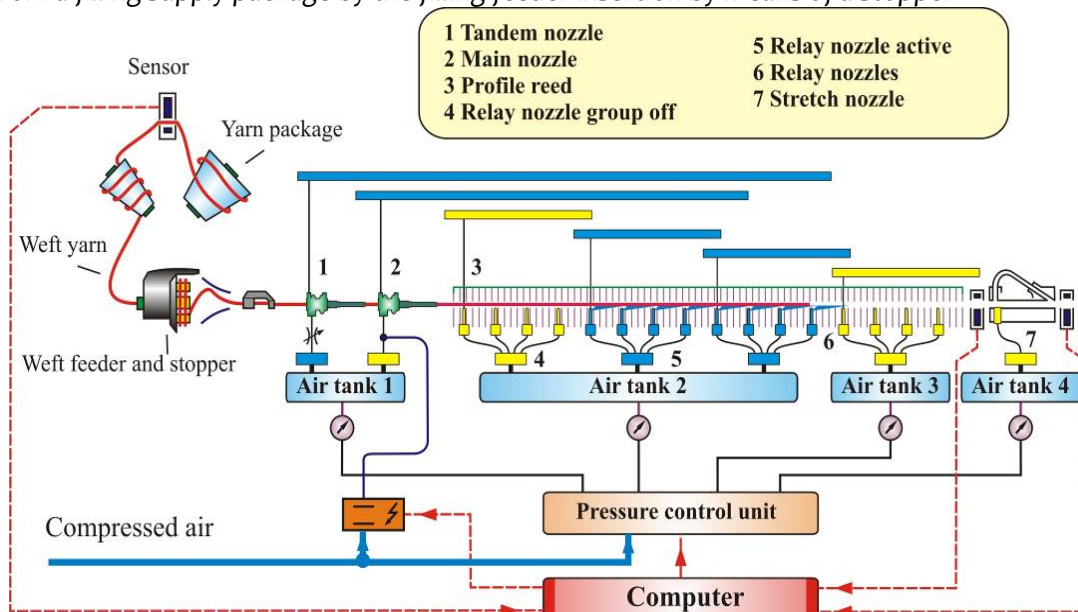 1 Tandem nozzle
2 Main nozzle
3 Profile reed
4 Relay nozzle group off
5 Relay nozzle active
6 Relay nozzles
7 Stretch nozzle
Sensor
Yarn package
Weft yarn
1
2
3
Weft feeder and stopper
4
5
6
7
Air tank 1
Air tank 2
Air tank 3
Air tank 4
Pressure control unit
Compressed air
Computer